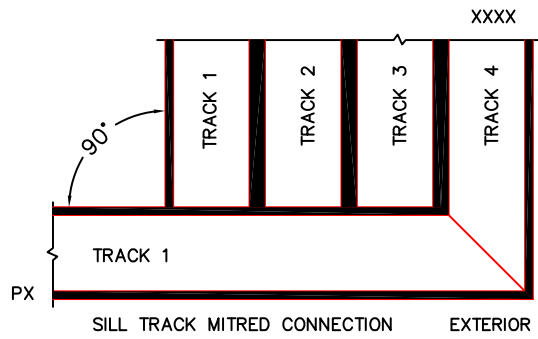 XXXX
TRACK 1
TRACK 2
TRACK 3
TRACK 4
90°
TRACK 1
PX
SILL TRACK MITRED CONNECTION
EXTERIOR